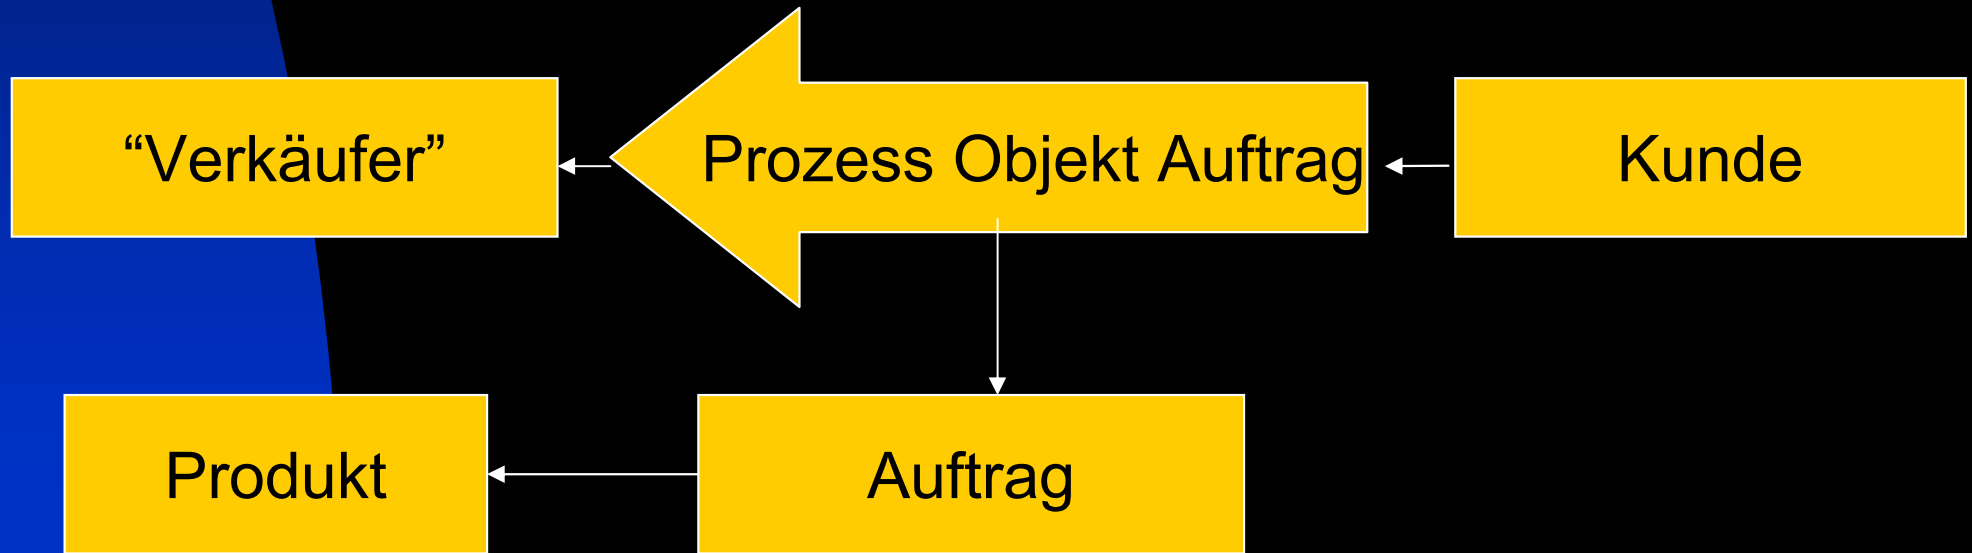 “Verkäufer”
Prozess Objekt Auftrag
Kunde
Produkt
Auftrag